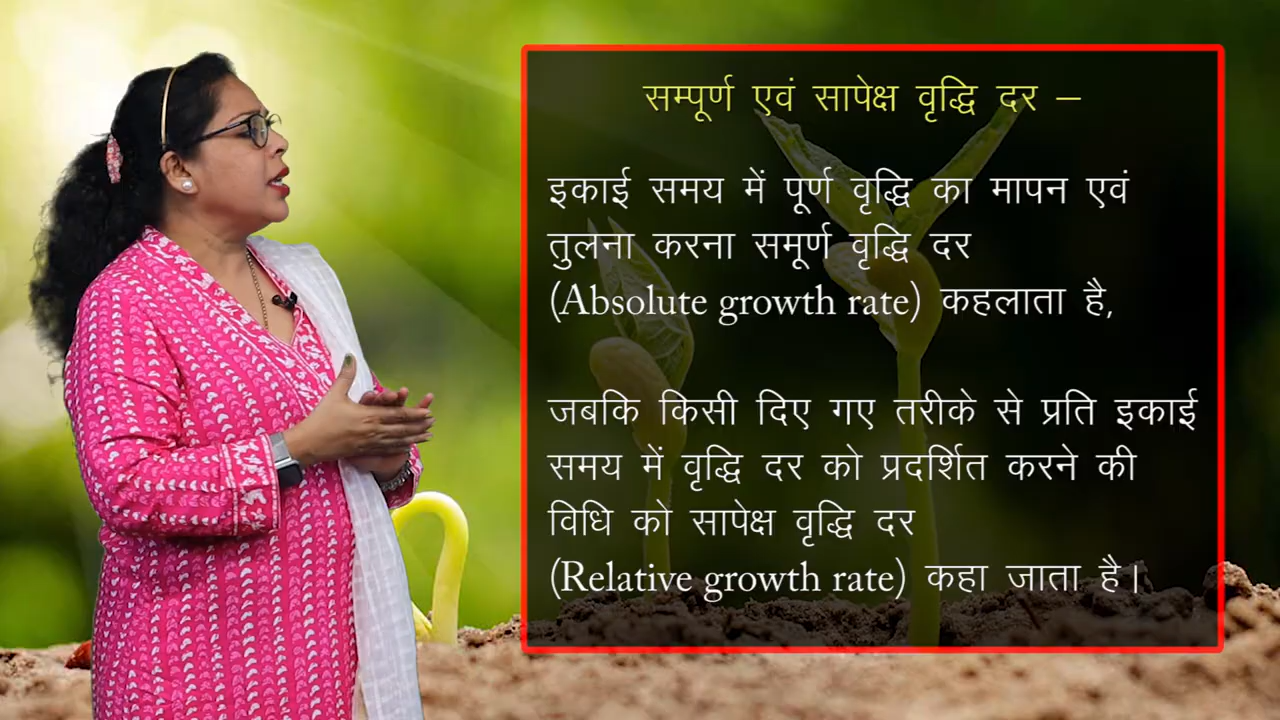 सम्पूर्ण एवं सापेक्ष वृद्धि दर –
इकाई समय में पूर्ण वृद्धि का मापन एवं
तुलना करना समूर्ण वृद्धि दर
(Absolute growth rate) कहलाता है,
जबकि किसी दिए गए तरीके से प्रति इकाई
समय में वृद्धि दर को प्रदर्शित करने की
विधि को सापेक्ष वृद्धि दर
(Relative growth rate) कहा जाता है।